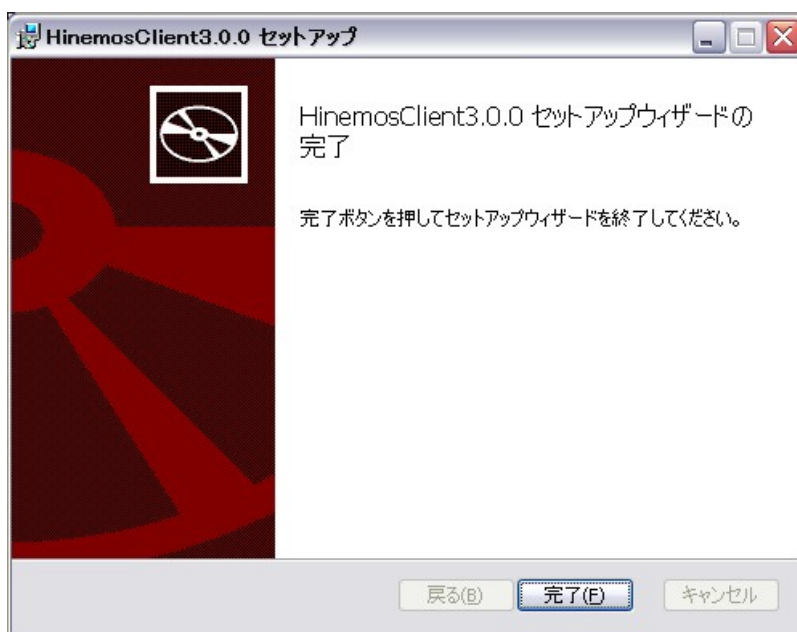 HinemosClient3.0.0 セットアップ
HinemosClient3.0.0 セットアップウィザードの
完了
完了ボタンを押してセットアップウィザードを終了してください。
戻る(B) 完了(F) キャンセル